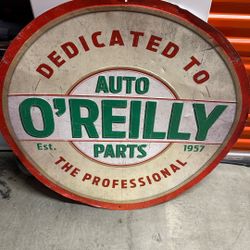 DEDICATED TO
AUTO
O'REILLY
Est. PARTS 1957
THE PROFESSIONAL